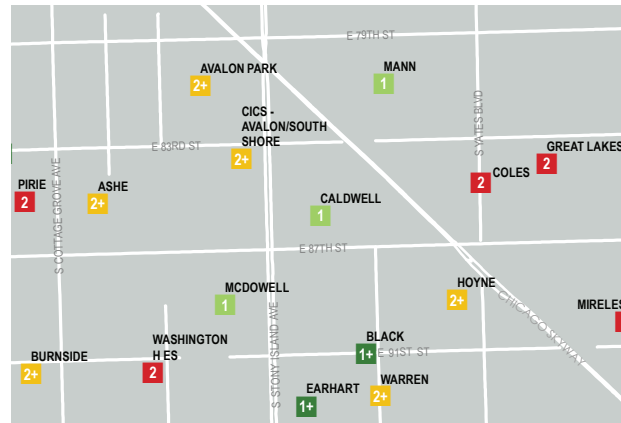 E 79TH ST
AVALON PARK
2+
MANN
1
S YATES BLVD
CICS -
AVALON/SOUTH
SHORE
2+
E 83RD ST
GREAT LAKES
2
COLES
2
PIRIE
2
ASHE
2+
S COTTAGE GROVE AVE
CALDWELL
1
E 87TH ST
HOYNE
2+
CHICAGO SKYWAY
MCDOWELL
1
S STONY ISLAND AVE
MIRELES
WASHINGTON
H ES
2
BLACK
1+
E 91ST ST
BURNSIDE
2+
WARREN
2+
EARHART
1+